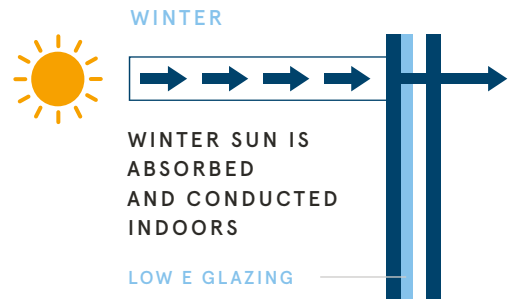 WINTER
WINTER SUN IS
ABSORBED
AND CONDUCTED
INDOORS
LOW E GLAZING